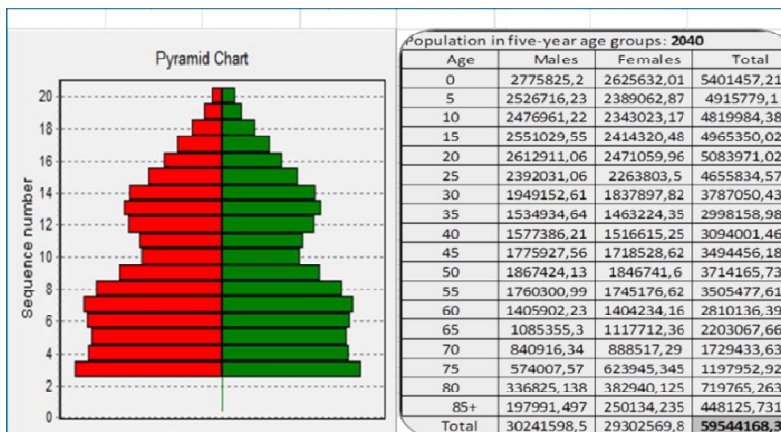 Pyramid Chart
20
18
16
14
12
10
8
6
4
2
0
Sequence number
Population in five-year age groups: 2040
Age Males Females Total
0 2775825,2 2625632,01 5401457,21
5 2526716,23 2389062,87 4915779,1
10 2476961,22 2343023,17 4819984,38
15 2551029,55 2414320,48 4965350,02
20 2612911,06 2471059,96 5083971,02
25 2392031,06 2263803,5 4655834,57
30 1949152,61 1837897,82 3787050,43
35 1534934,64 1463224,35 2998158,98
40 1577386,21 1516615,25 3094001,46
45 1775927,56 1718528,62 3494456,18
50 1867424,13 1846741,6 3714165,73
55 1760300,99 1745176,62 3505477,61
60 1405902,23 1404234,16 2810136,39
65 1085355,3 1117712,36 2203067,66
70 840916,34 888517,29 1729433,63
75 574007,57 623945,345 1197952,92
80 336825,138 382940,125 719765,263
85+ 197991,497 250134,235 448125,731
Total 30241598,5 29302569,8 59544168,3